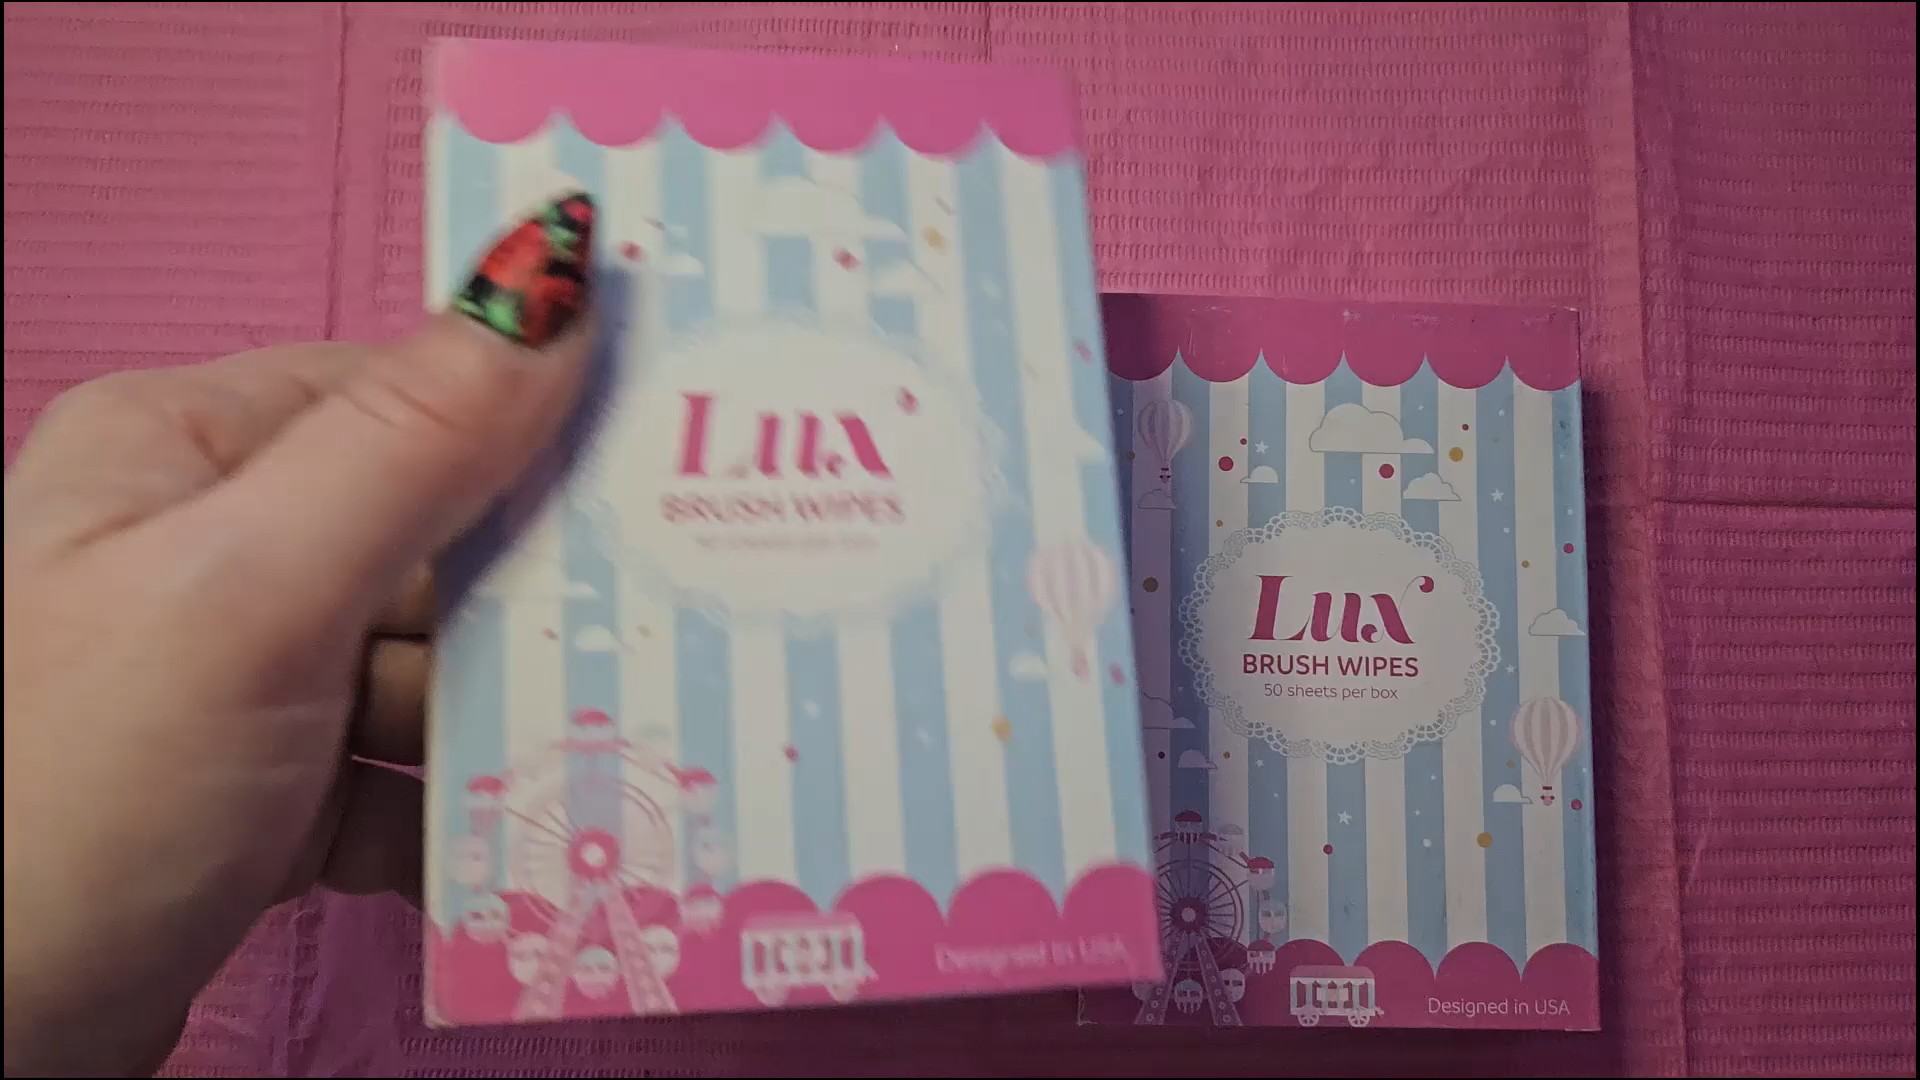 Lux
BRUSH WIPES
Designed in USA
Lux
BRUSH WIPES
50 sheets per box
Designed in USA